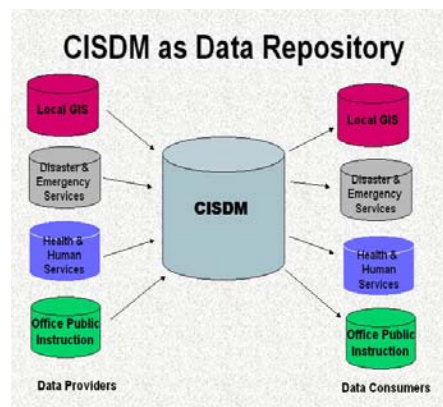 CISDM as Data Repository
Local GIS
Disaster &
Emergency
Services
Health &
Human
Services
Office Public
Instruction
Data Providers
CISDM
Local GIS
Disaster &
Emergency
Services
Health &
Human
Services
Office Public
Instruction
Data Consumers